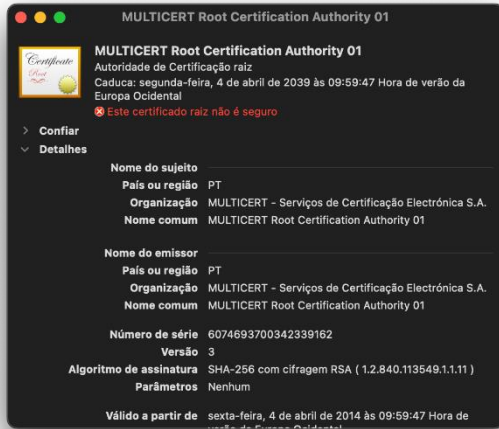 MULTICERT Root Certification Authority 01
Certificate
Root
MULTICERT Root Certification Authority 01
Autoridade de Certificação raiz
Caduca: segunda-feira, 4 de abril de 2039 às 09:59:47 Hora de verão da
Europa Ocidental
Este certificado raiz não é seguro
Confiar
Detalhes
Nome do sujeito
País ou região PT
Organização MULTICERT - Serviços de Certificação Electrónica S.A.
Nome comum MULTICERT Root Certification Authority 01
Nome do emissor
País ou região PT
Organização MULTICERT - Serviços de Certificação Electrónica S.A.
Nome comum MULTICERT Root Certification Authority 01
Número de série 6074693700342339162
Versão 3
Algoritmo de assinatura SHA-256 com cifragem RSA ( 1.2.840.113549.1.1.11 )
Parâmetros Nenhum
Válido a partir de sexta-feira, 4 de abril de 2014 às 09:59:47 Hora de
verão da Europa Ocidental